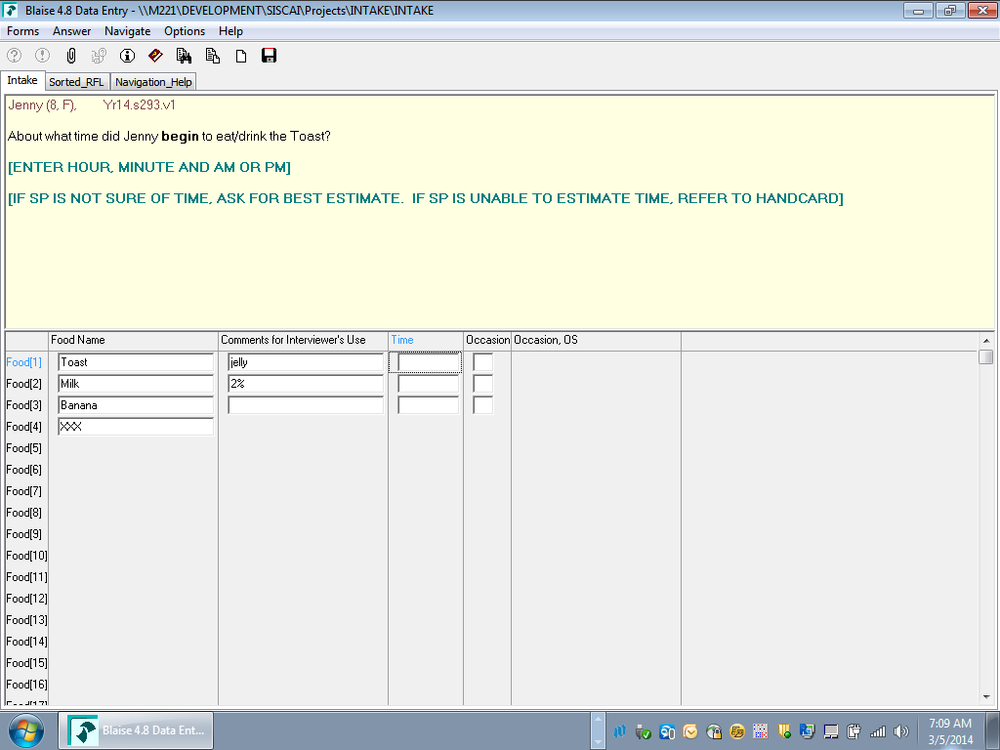 Blaise 4.8 Data Entry - \\M221\DEVELOPMENT\SISCAI\Projects\INTAKE\INTAKE
Forms Answer Navigate Options Help
Intake Sorted_RFL Navigation_Help
Jenny (8, F), Yr14.s293.v1
About what time did Jenny begin to eat/drink the Toast?
[ENTER HOUR, MINUTE AND AM OR PM]
[IF SP IS NOT SURE OF TIME, ASK FOR BEST ESTIMATE. IF SP IS UNABLE TO ESTIMATE TIME, REFER TO HANDCARD]
Food Name Comments for Interviewer's Use Time Occasion Occasion, OS
Food[1] Toast jelly
Food[2] Milk 2%
Food[3] Banana
Food[4] XXX
Food[5]
Food[6]
Food[7]
Food[8]
Food[9]
Food[10]
Food[11]
Food[12]
Food[13]
Food[14]
Food[15]
Food[16]
Food[17]
Blaise 4.8 Data Ent...
7:09 AM
3/5/2014